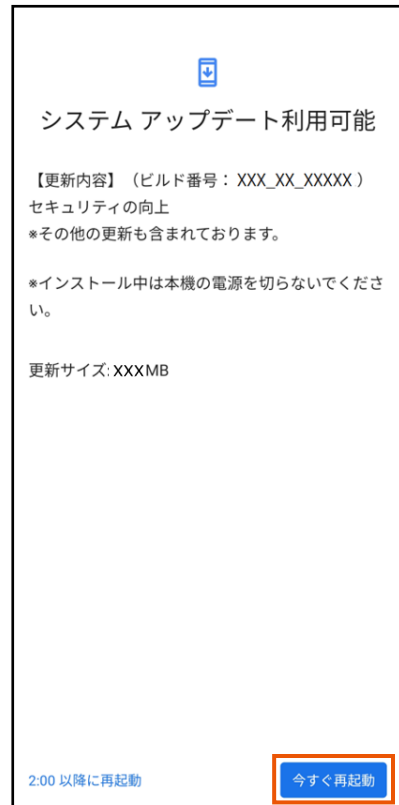 システム アップデート利用可能
【更新内容】（ビルド番号： XXX_XX_XXXXX ）
セキュリティの向上
※その他の更新も含まれております。
※インストール中は本機の電源を切らないでくださ
い。
更新サイズ: XXXMB
2:00 以降に再起動
今すぐ再起動